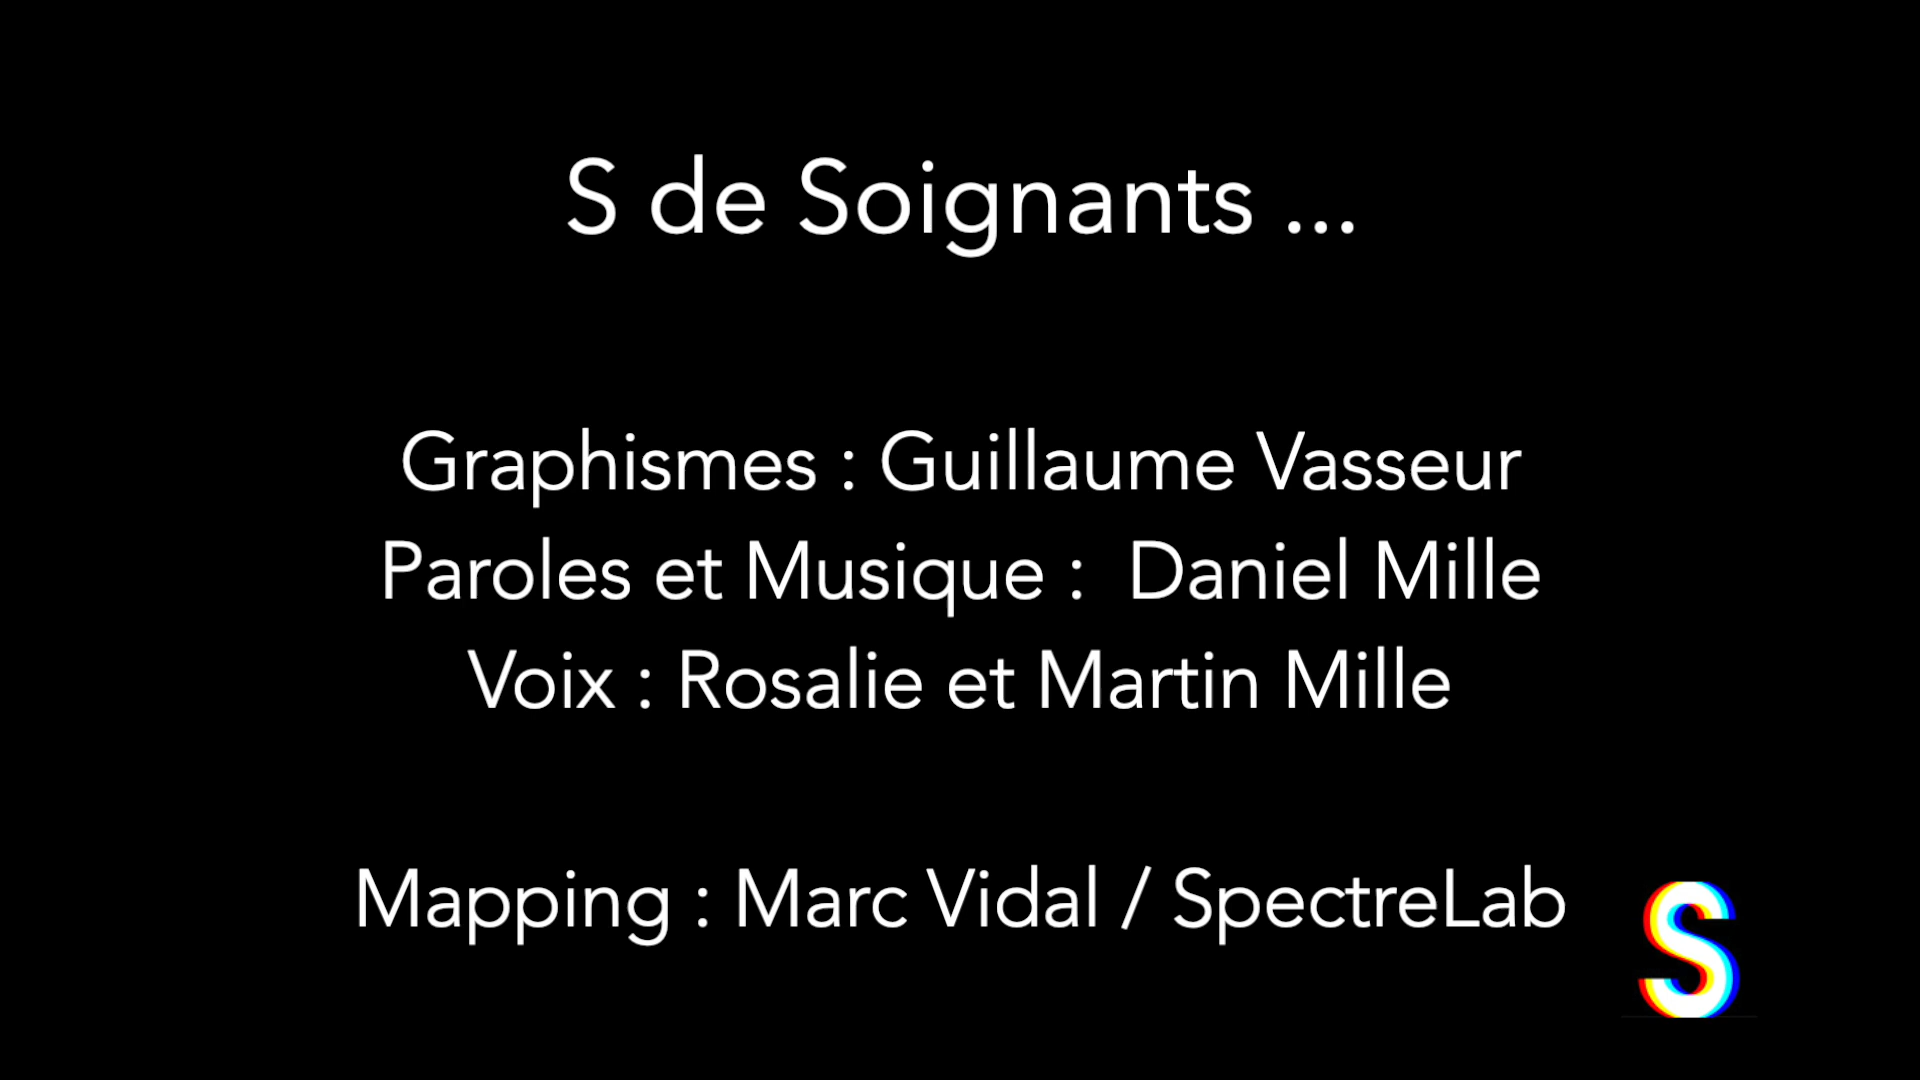 S de Soignants ...
Graphismes : Guillaume Vasseur
Paroles et Musique :  Daniel Mille
Voix : Rosalie et Martin Mille
Mapping : Marc Vidal / SpectreLab
S